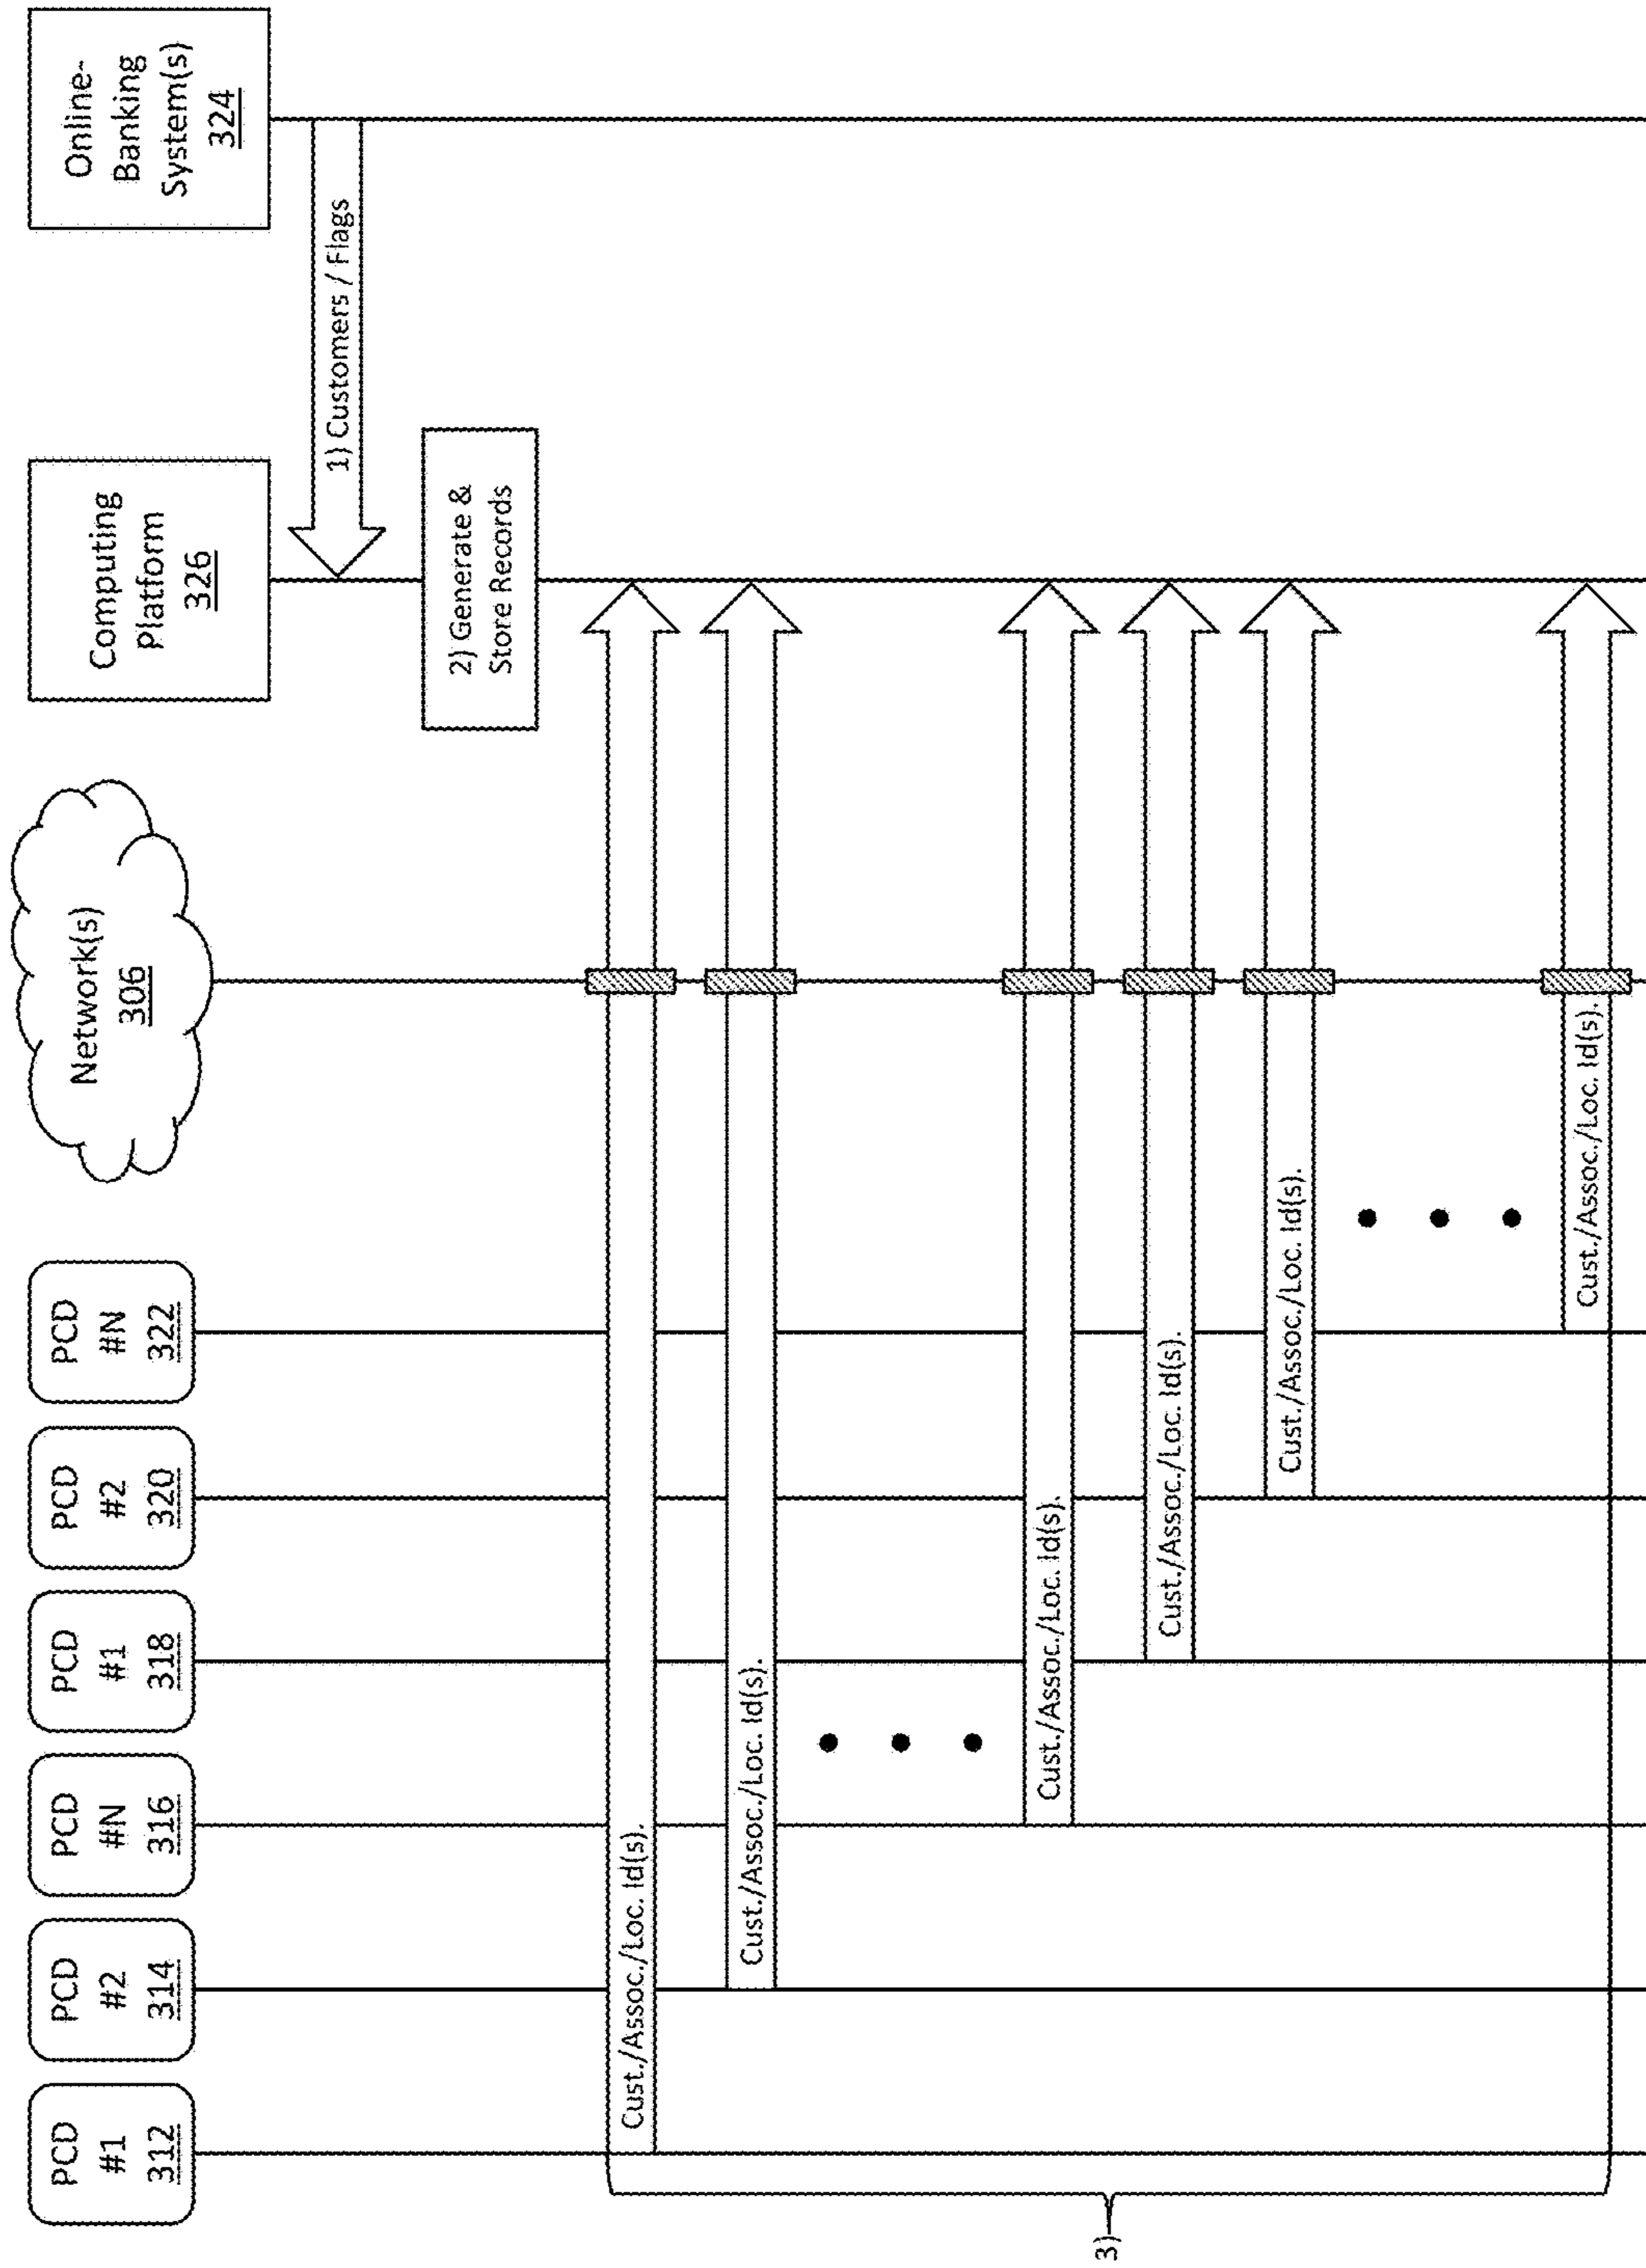 PCD
#1
312
PCD
#2
314
PCD
#N
316
PCD
#1
318
PCD
#2
320
PCD
#N
322
Network(s)
306
Computing
Platform
326
Online-
Banking
System(s)
324
1) Customers / Flags
2) Generate &
Store Records
3)
Cust./Assoc./Loc. Id(s).
Cust./Assoc./Loc. Id(s).
Cust./Assoc./Loc. Id(s).
Cust./Assoc./Loc. Id(s).
Cust./Assoc./Loc. Id(s).
Cust./Assoc./Loc. Id(s).